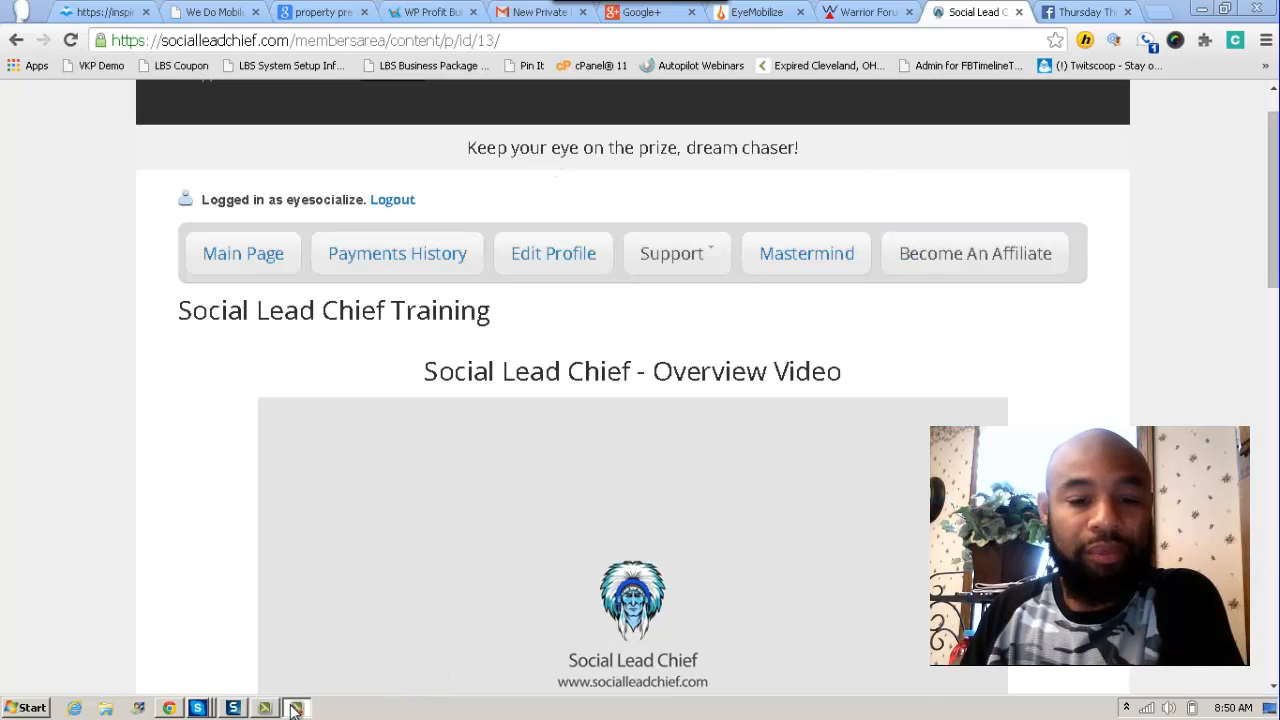 https://inspi
We Do Mobile
property pre
WP Profit Bu
New Private
Google+
EyeMobilize
Warrior Foru
Social Lead C
Thursday Th
https://socialleadchief.com/membersarea/content/p/id/13/
Apps
VKP Demo
LBS Coupon
LBS System Setup Inf...
LBS Business Package ...
Pin It
cPanel® 11
Autopilot Webinars
Expired Cleveland, OH...
Admin for FBTimelineT...
(!) Twitscoop - Stay o...
»
Keep your eye on the prize, dream chaser!
Logged in as eyesocialize. Logout
Main Page
Payments History
Edit Profile
Support
Mastermind
Become An Affiliate
Social Lead Chief Training
Social Lead Chief - Overview Video
Social Lead Chief
www.socialleadchief.com
Start
8:50 AM